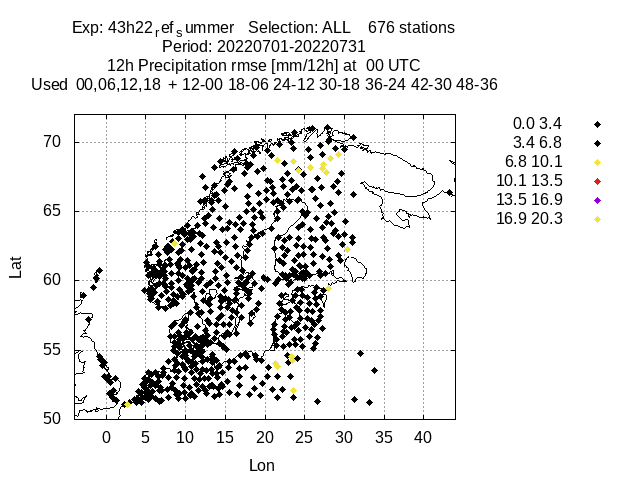 Exp: 43h22ref_summer   Selection: ALL    676 stations
Period: 20220701-20220731
12h Precipitation rmse [mm/12h] at  00 UTC
Used  00,06,12,18  + 12-00 18-06 24-12 30-18 36-24 42-30 48-36
0.0 3.4
3.4 6.8
6.8 10.1
10.1 13.5
13.5 16.9
16.9 20.3
70
65
60
55
50
Lat
0 5 10 15 20 25 30 35 40
Lon